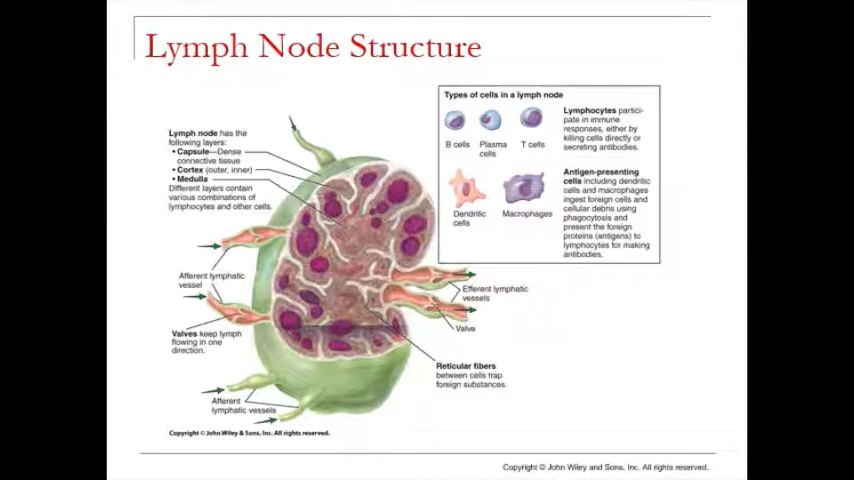 Lymph Node Structure
Lymph node has the
following layers:
• Capsule—Dense
connective tissue
• Cortex (outer, inner)
• Medulla
Different layers contain
various combinations of
lymphocytes and other cells.
Afferent lymphatic
vessel
Valves keep lymph
flowing in one
direction.
Afferent
lymphatic vessels
Types of cells in a lymph node
B cells
Plasma
cells
T cells
Lymphocytes partici-
pate in immune
responses, either by
killing cells directly or
secreting antibodies.
Dendritic
cells
Macrophages
Antigen-presenting
cells including dendritic
cells and macrophages
ingest foreign cells and
cellular debris using
phagocytosis and
present the foreign
proteins (antigens) to
lymphocytes for making
antibodies.
Efferent lymphatic
vessels
Valve
Reticular fibers
between cells trap
foreign substances.
Copyright © John Wiley & Sons, Inc. All rights reserved.
Copyright © John Wiley and Sons, Inc. All rights reserved.